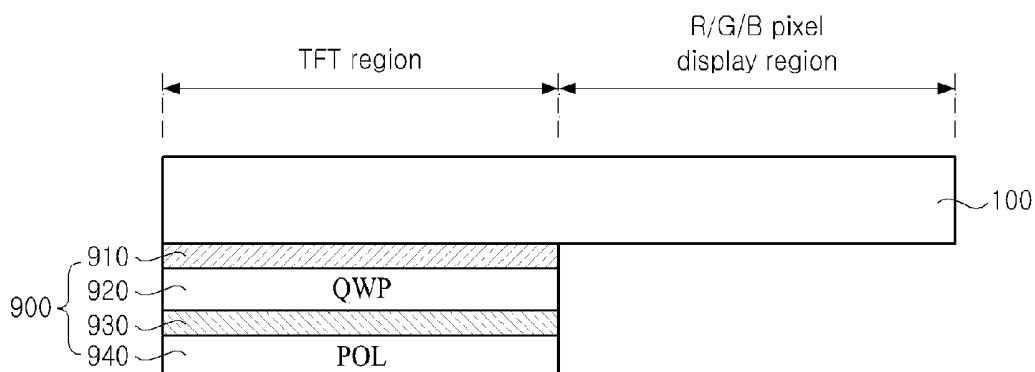 R/G/B pixel
TFT region
display region
100
910
920
QWP
900
930
940
POL